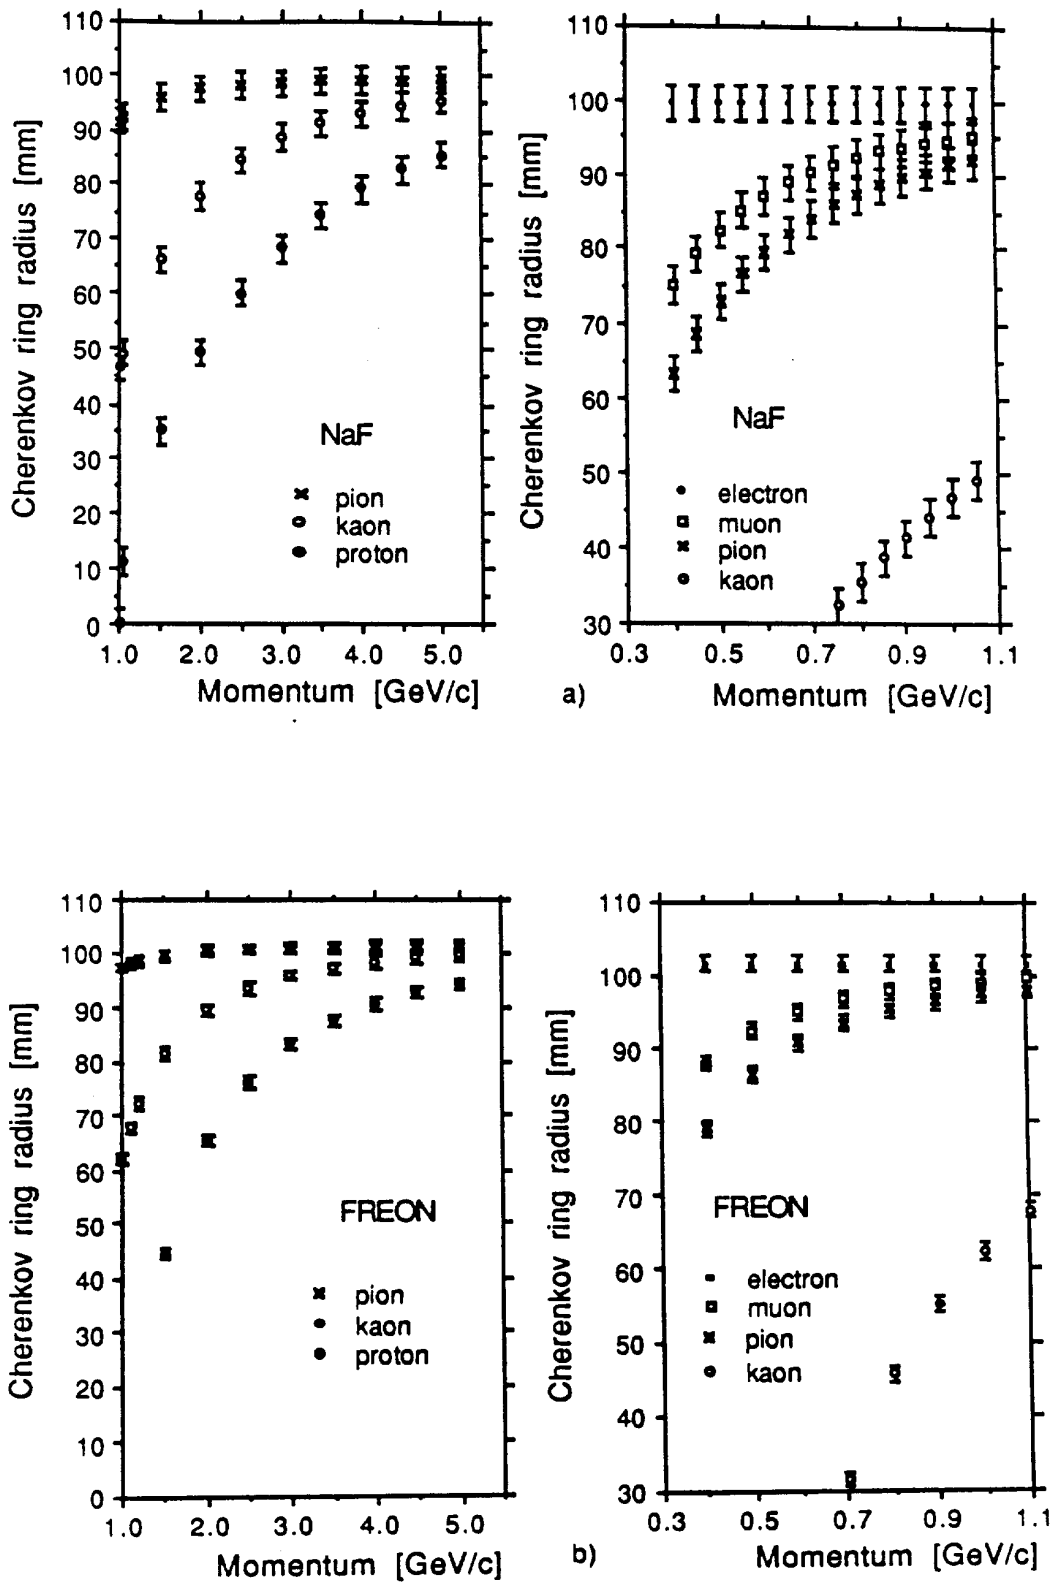 110
100
90
80
70
60
50
40
30
20
10
0
Cherenkov ring radius [mm]
NaF
pion
kaon
proton
1.0 2.0 3.0 4.0 5.0
Momentum [GeV/c]
a)
110
100
90
80
70
60
50
40
30
Cherenkov ring radius [mm]
NaF
electron
muon
pion
kaon
0.3 0.5 0.7 0.9 1.1
Momentum [GeV/c]
110
100
90
80
70
60
50
40
30
20
10
0
Cherenkov ring radius [mm]
FREON
pion
kaon
proton
1.0 2.0 3.0 4.0 5.0
Momentum [GeV/c]
b)
110
100
90
80
70
60
50
40
30
Cherenkov ring radius [mm]
FREON
electron
muon
pion
kaon
0.3 0.5 0.7 0.9 1.1
Momentum [GeV/c]